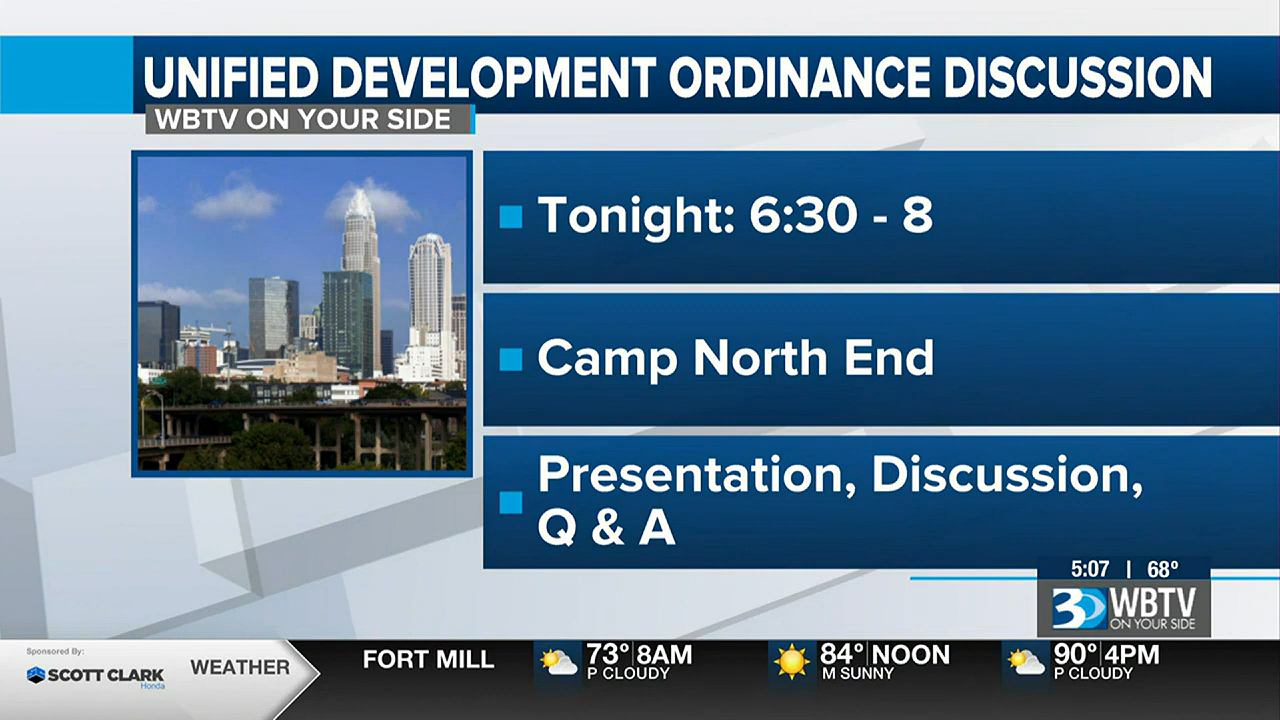 UNIFIED DEVELOPMENT ORDINANCE DISCUSSION
WBTV ON YOUR SIDE
Tonight: 6:30 - 8
Camp North End
Presentation, Discussion,
Q & A
5:07 | 68°
3 WBTV
ON YOUR SIDE
Sponsored By:
SCOTT CLARK
Honda
WEATHER
FORT MILL
73° 8AM
P CLOUDY
84° NOON
M SUNNY
90° 4PM
P CLOUDY